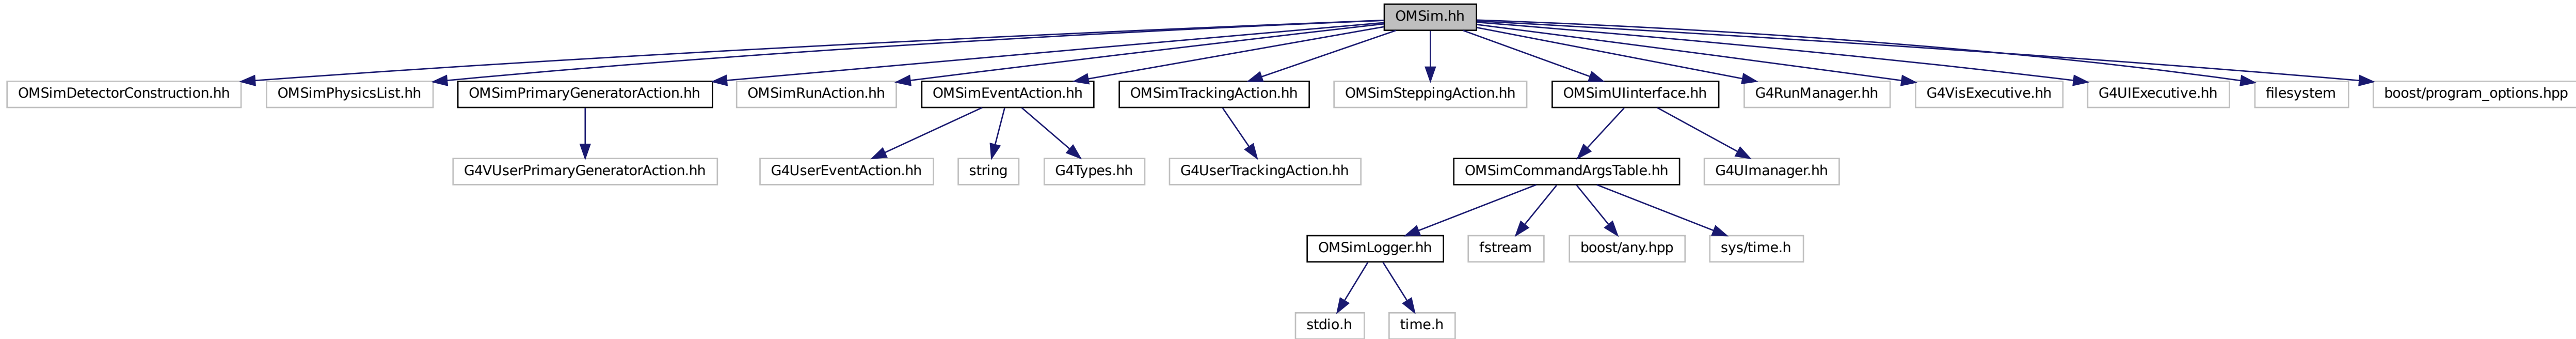 OMSim.hh
OMSimDetectorConstruction.hh
OMSimPhysicsList.hh
OMSimPrimaryGeneratorAction.hh
OMSimRunAction.hh
OMSimEventAction.hh
OMSimTrackingAction.hh
OMSimSteppingAction.hh
OMSimUIinterface.hh
G4RunManager.hh
G4VisExecutive.hh
G4UIExecutive.hh
filesystem
boost/program_options.hpp
G4VUserPrimaryGeneratorAction.hh
G4UserEventAction.hh
string
G4Types.hh
G4UserTrackingAction.hh
OMSimCommandArgsTable.hh
G4UImanager.hh
OMSimLogger.hh
fstream
boost/any.hpp
sys/time.h
stdio.h
time.h